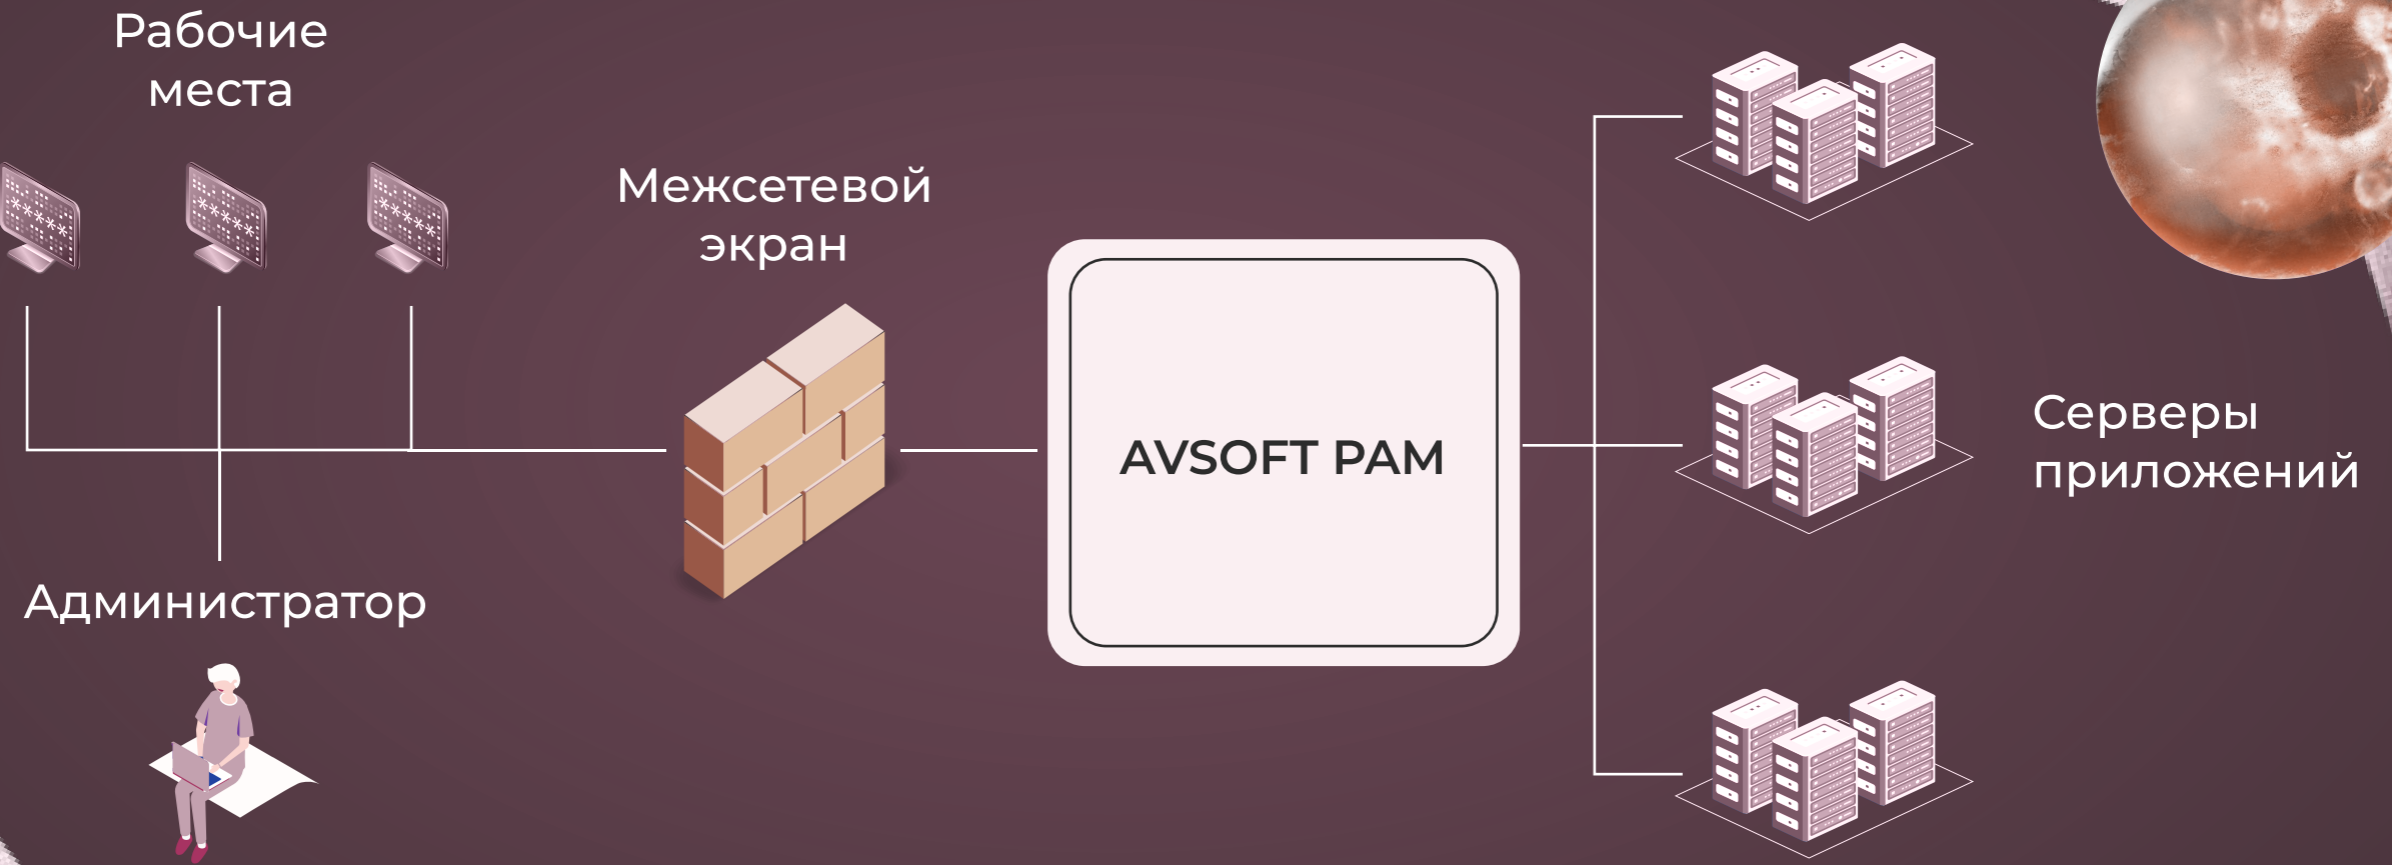 Рабочие
места
Межсетевой
экран
AVSOFT PAM
Серверы
приложений
Администратор